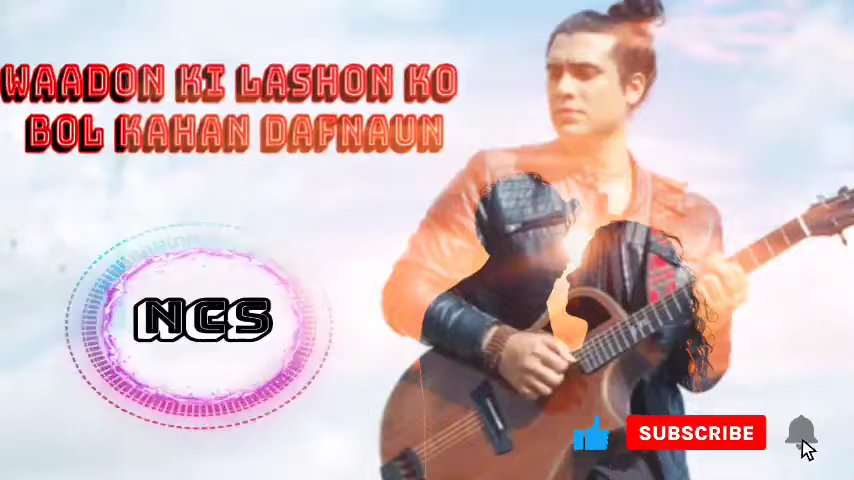 WAADON KI LASHON KO
BOL KAHAN DAFNAUN
NCS
SUBSCRIBE